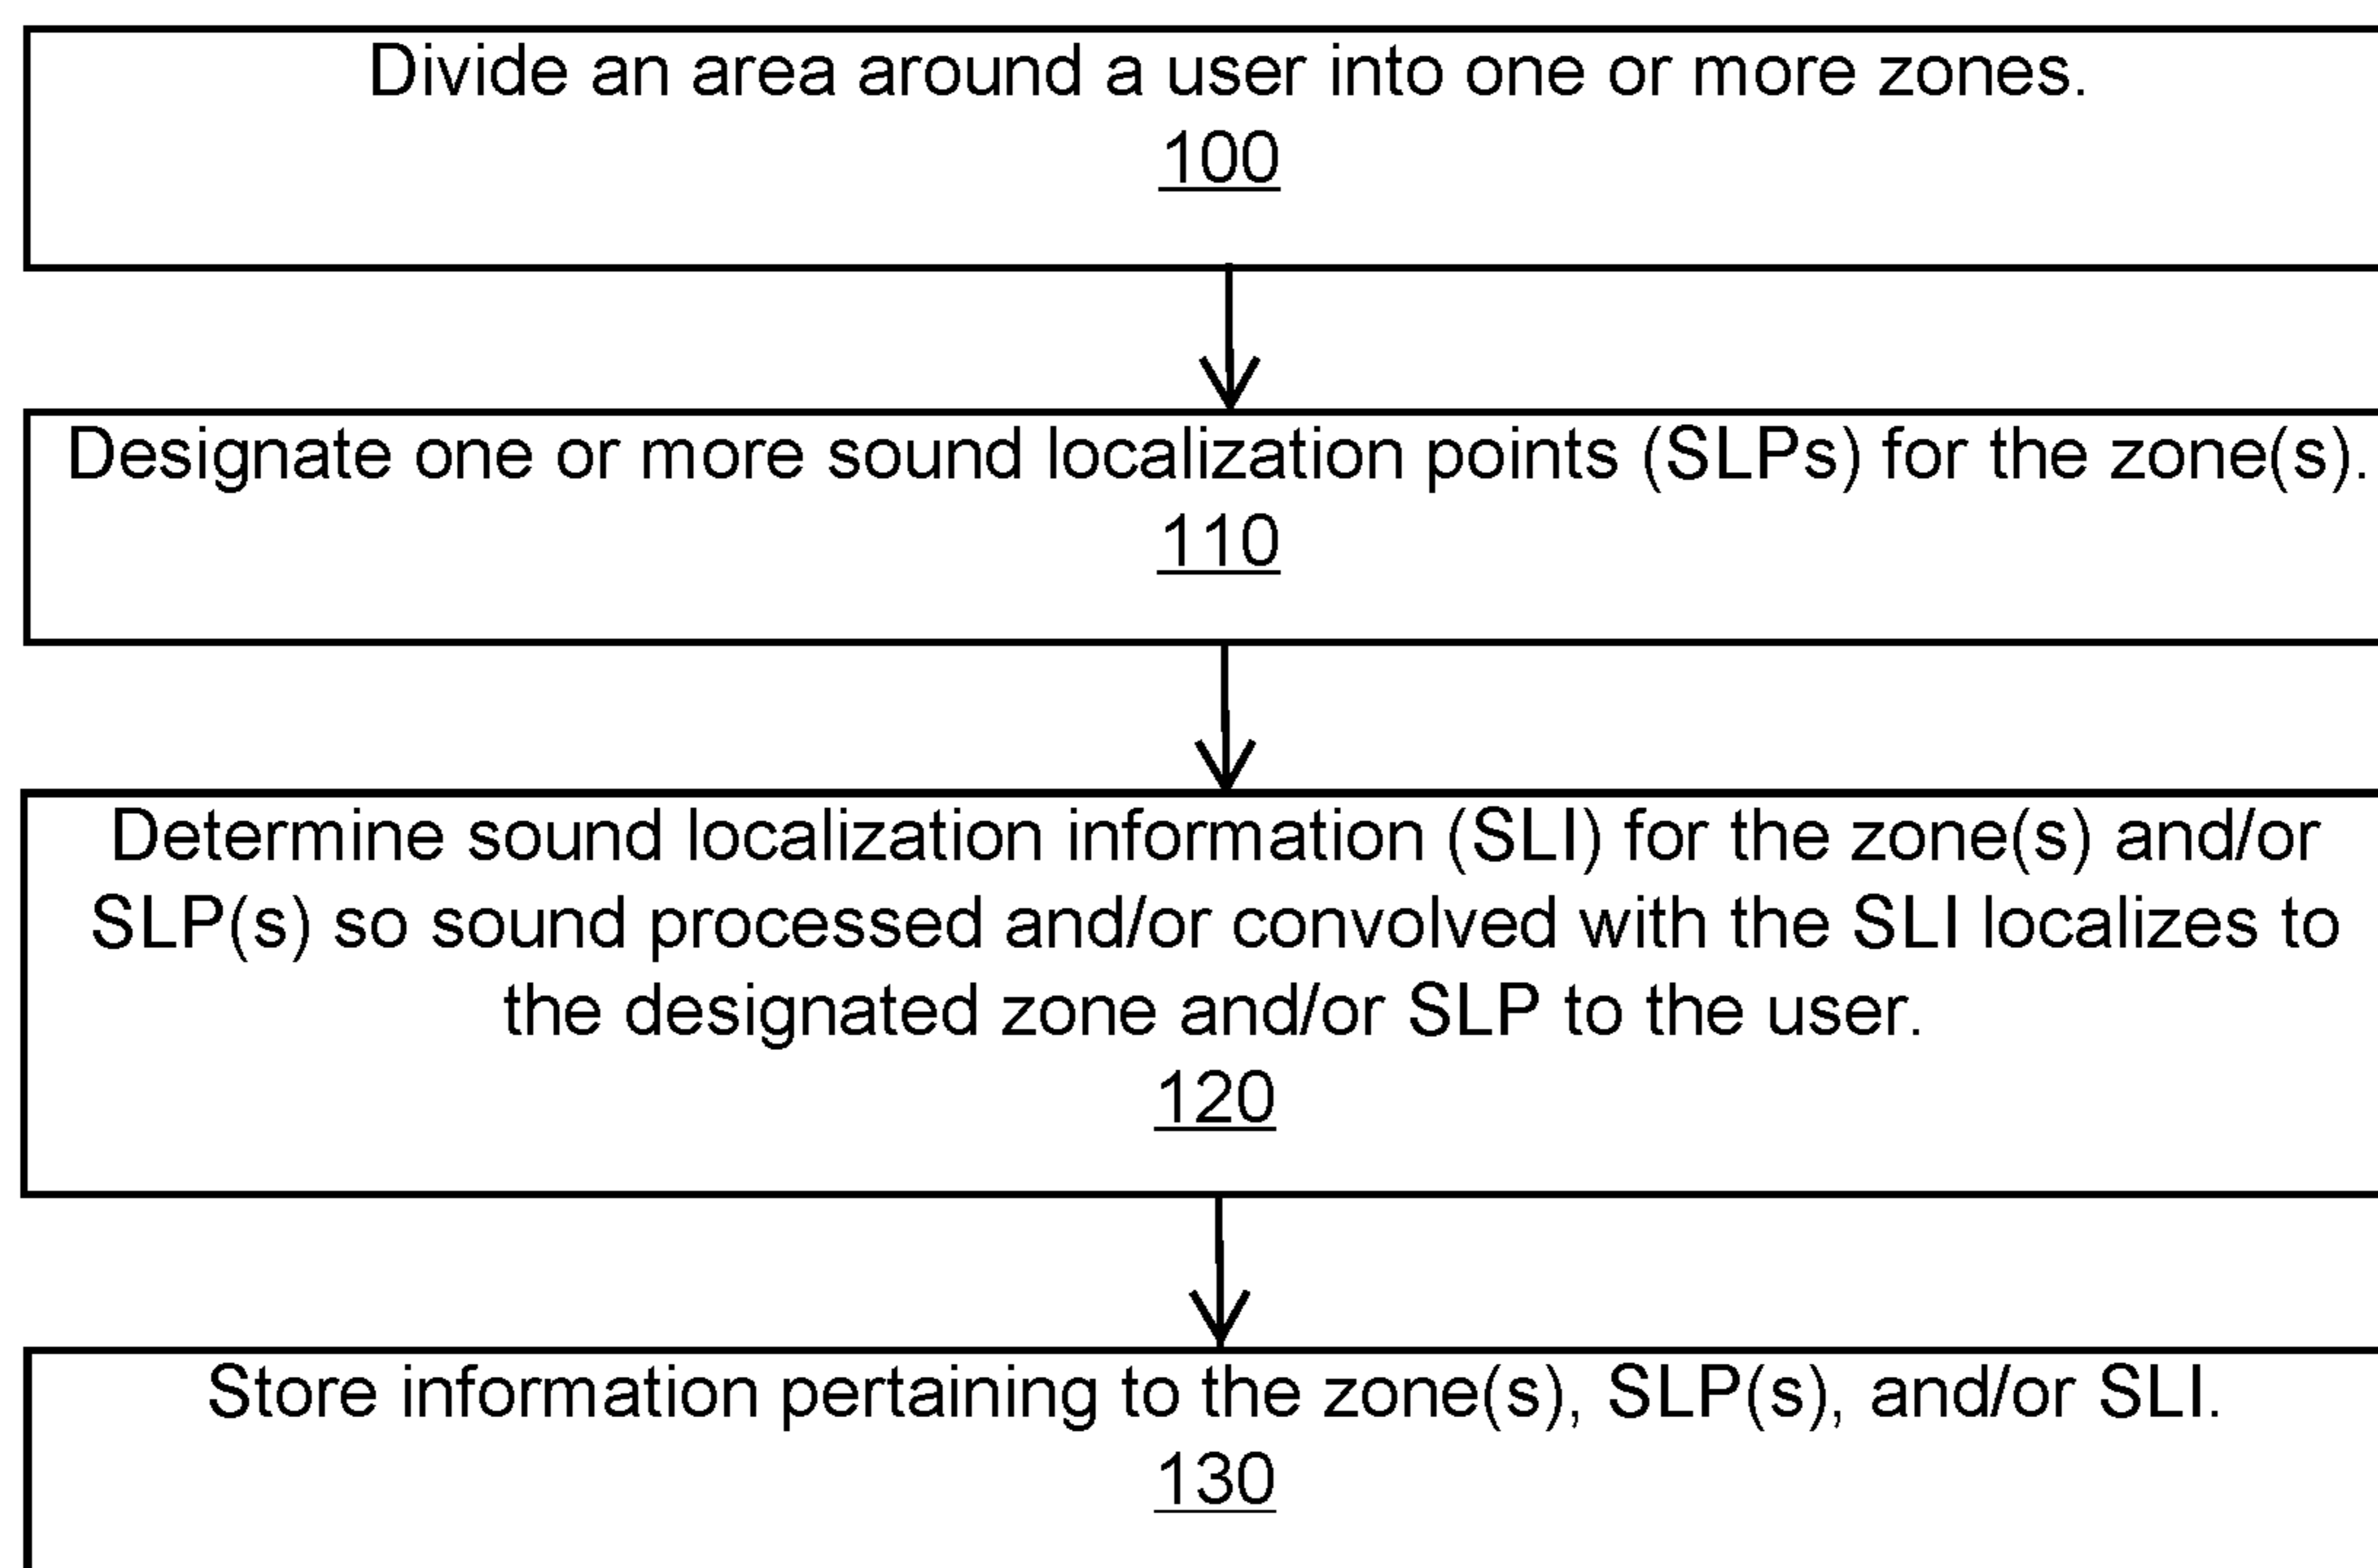 Divide an area around a user into one or more zones.
100
Designate one or more sound localization points (SLPs) for the zone(s).
110
Determine sound localization information (SLI) for the zone(s) and/or
SLP(s) so sound processed and/or convolved with the SLI localizes to
the designated zone and/or SLP to the user.
120
Store information pertaining to the zone(s), SLP(s), and/or SLI.
130